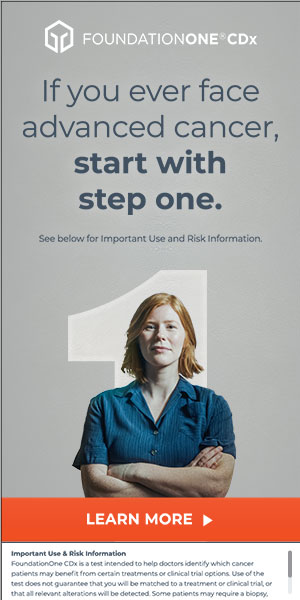 FOUNDATIONONE®CDx
If you ever face
advanced cancer,
start with
step one.
See below for Important Use and Risk Information.
1
LEARN MORE
Important Use & Risk Information
FoundationOne CDx is a test intended to help doctors identify which cancer
patients may benefit from certain treatments or clinical trial options. Use of the
test does not guarantee that you will be matched to a treatment or clinical trial, or
that all relevant alterations will be detected. Some patients may require a biopsy,